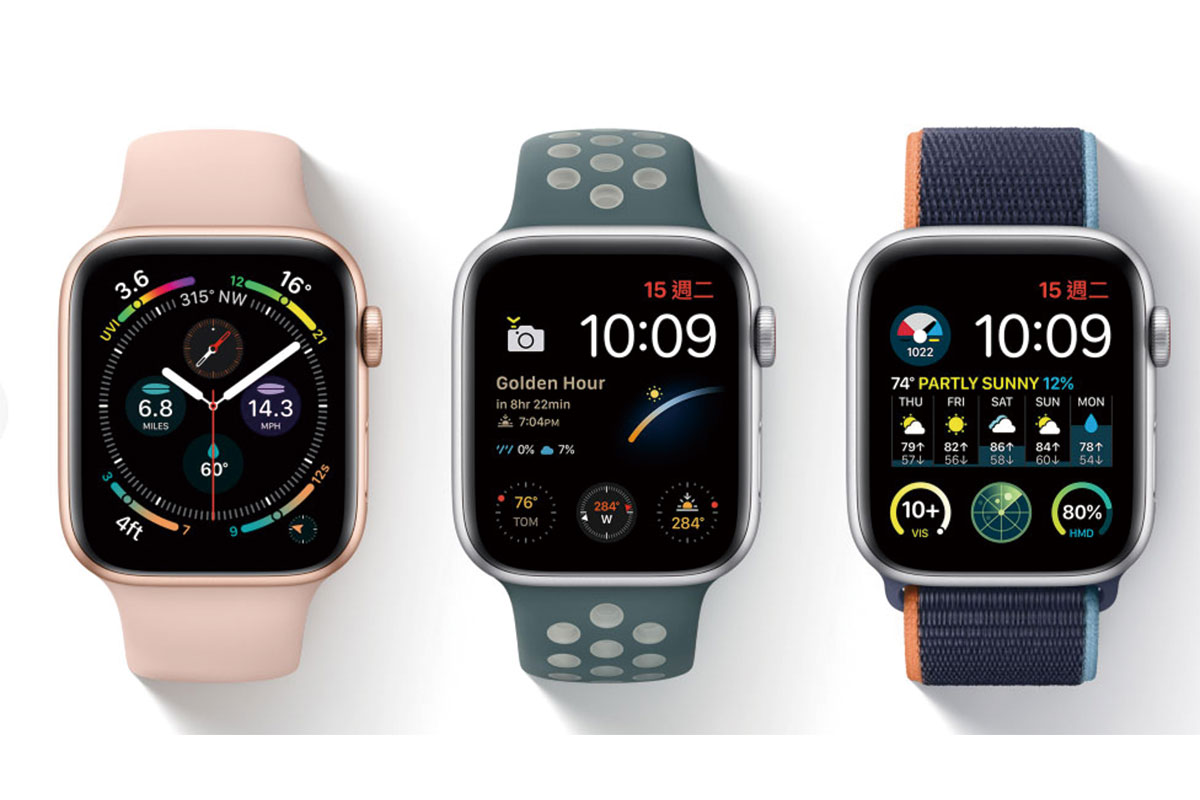 3.6
UVI
315° NW
12
16°
21
6.8
MILES
14.3
MPH
60°
3
4ft
7
9
12s
15 週二
10:09
Golden Hour
in 8hr 22min
7:04PM
0% 7%
76°
TOM
284°
W
284°
15 週二
1022
10:09
74° PARTLY SUNNY 12%
THU FRI SAT SUN MON
79↑ 82↑ 86↑ 84↑ 78↑
57↓ 56↓ 58↓ 60↓ 54↓
10+
VIS
80%
HMD